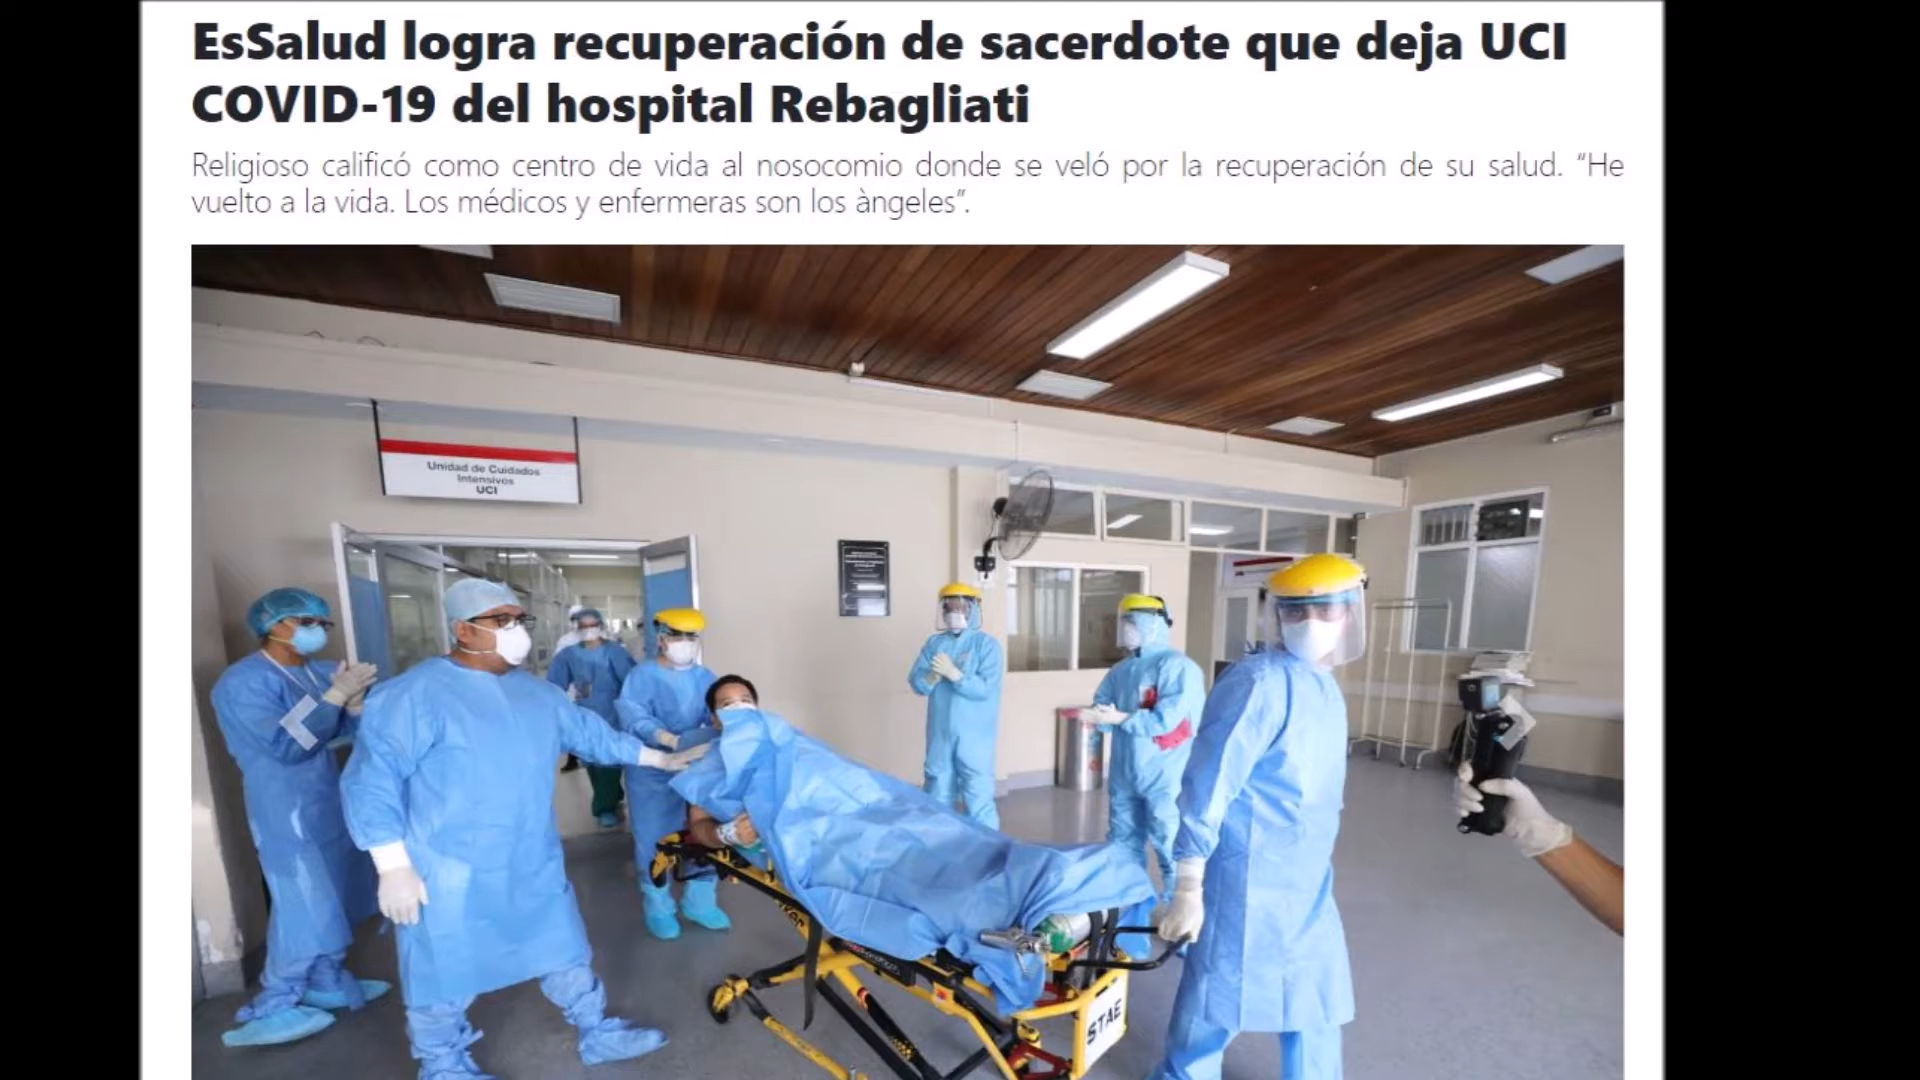 EsSalud logra recuperación de sacerdote que deja UCI
COVID-19 del hospital Rebagliati
Religioso calificó como centro de vida al nosocomio donde se veló por la recuperación de su salud. “He
vuelto a la vida. Los médicos y enfermeras son los àngeles”.
Unidad de Cuidados
Intensivos
UCI
STAE